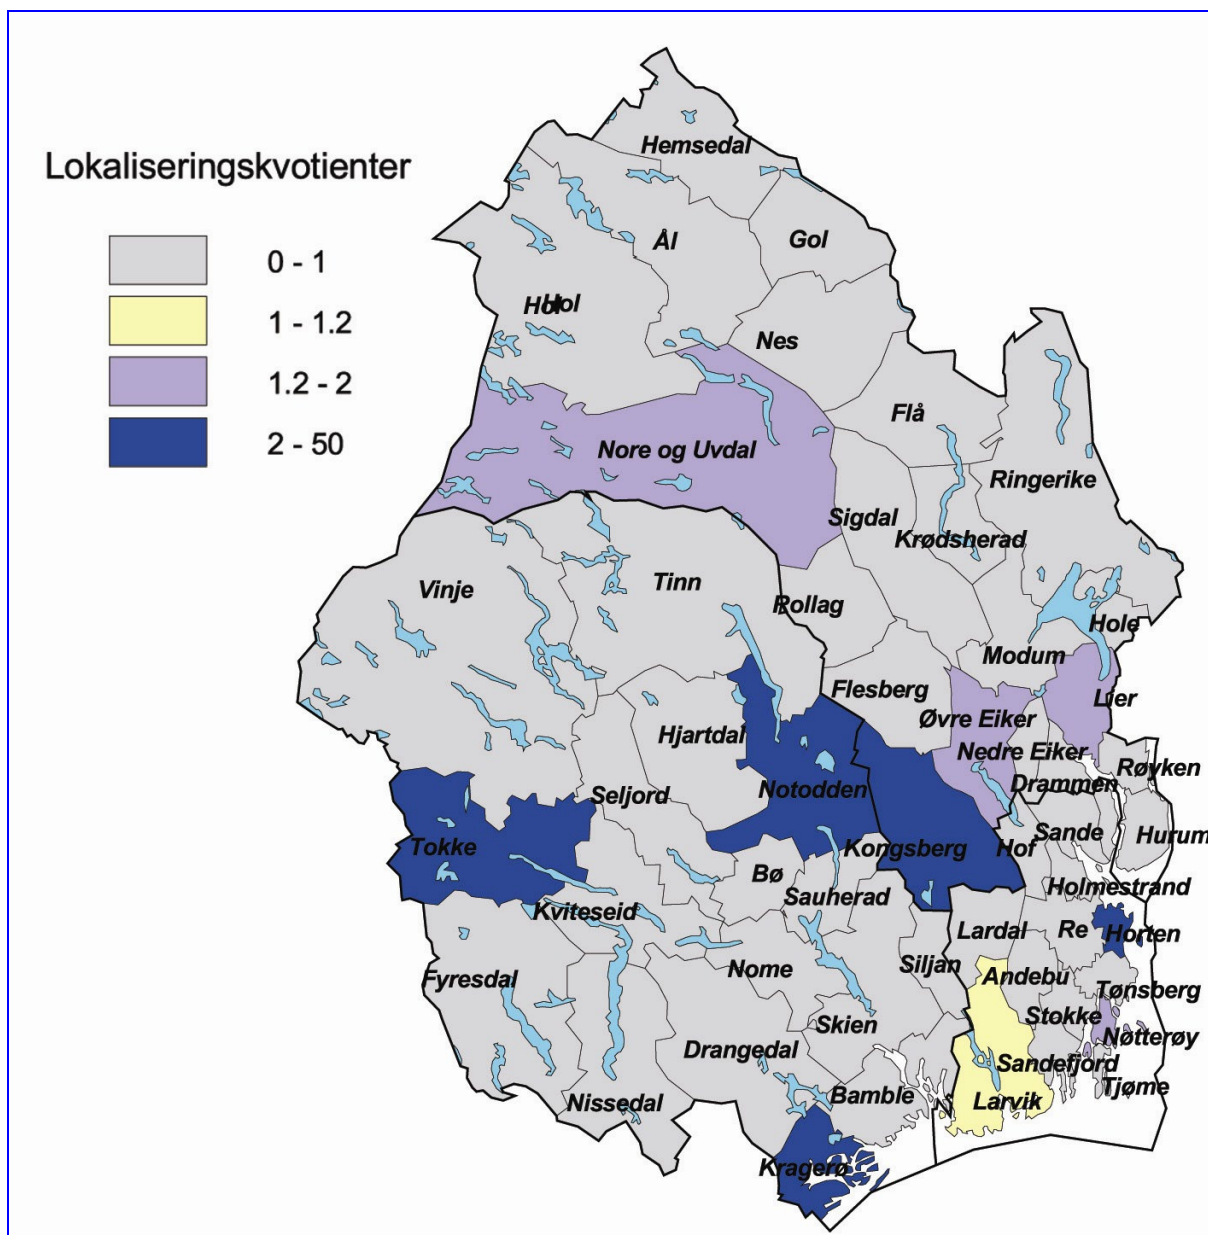 Lokaliseringskvotienter
0 - 1
1 - 1.2
1.2 - 2
2 - 50
Hemsedal
Ål
Gol
Hol
Hol
Nes
Flå
Nore og Uvdal
Ringerike
Sigdal
Krødsherad
Vinje
Tinn
Rollag
Hole
Modum
Flesberg
Lier
Øvre Eiker
Hjartdal
Nedre Eiker
Røyken
Drammen
Notodden
Seljord
Sande
Hurum
Tokke
Kongsberg
Hof
Bø
Holmestrand
Sauherad
Kviteseid
Lardal
Re
Horten
Siljan
Nome
Andebu
Fyresdal
Tønsberg
Stokke
Skien
Nøtterøy
Drangedal
Sandefjord
Tjøme
Bamble
Larvik
Nissedal
Kragerø